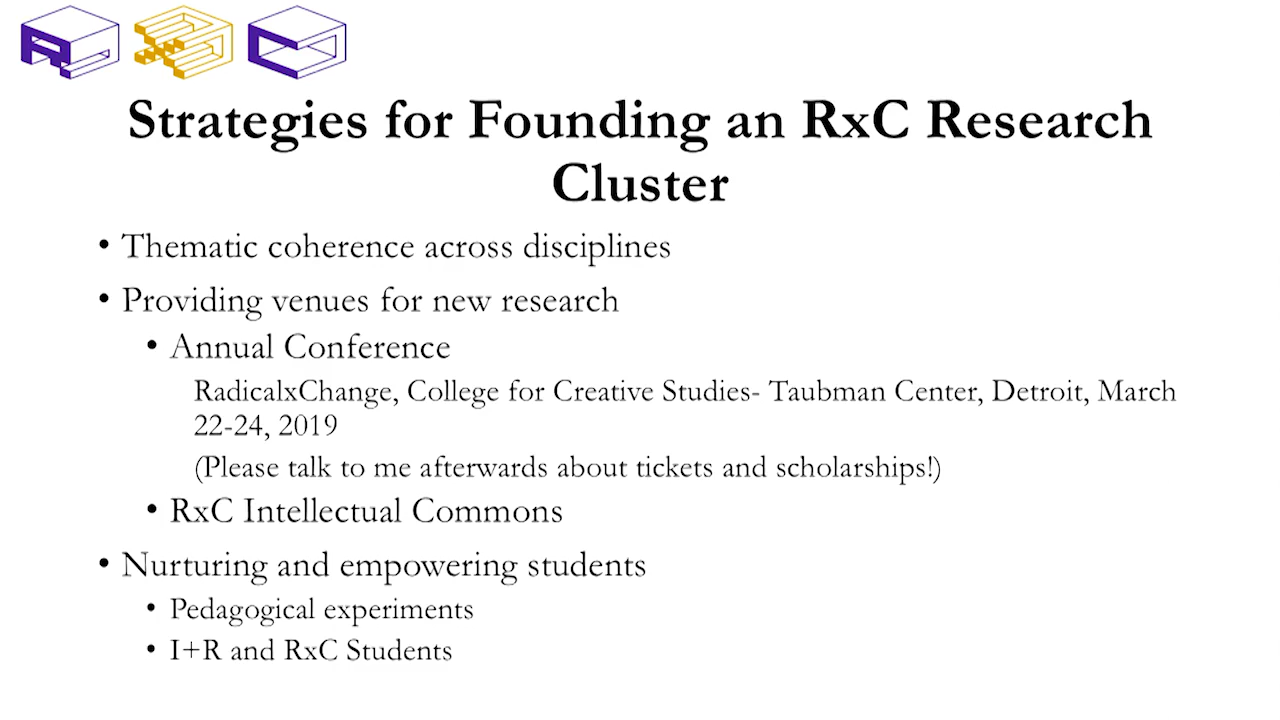 R x C
Strategies for Founding an RxC Research
Cluster
• Thematic coherence across disciplines
• Providing venues for new research
• Annual Conference
RadicalxChange, College for Creative Studies- Taubman Center, Detroit, March
22-24, 2019
(Please talk to me afterwards about tickets and scholarships!)
• RxC Intellectual Commons
• Nurturing and empowering students
• Pedagogical experiments
• I+R and RxC Students